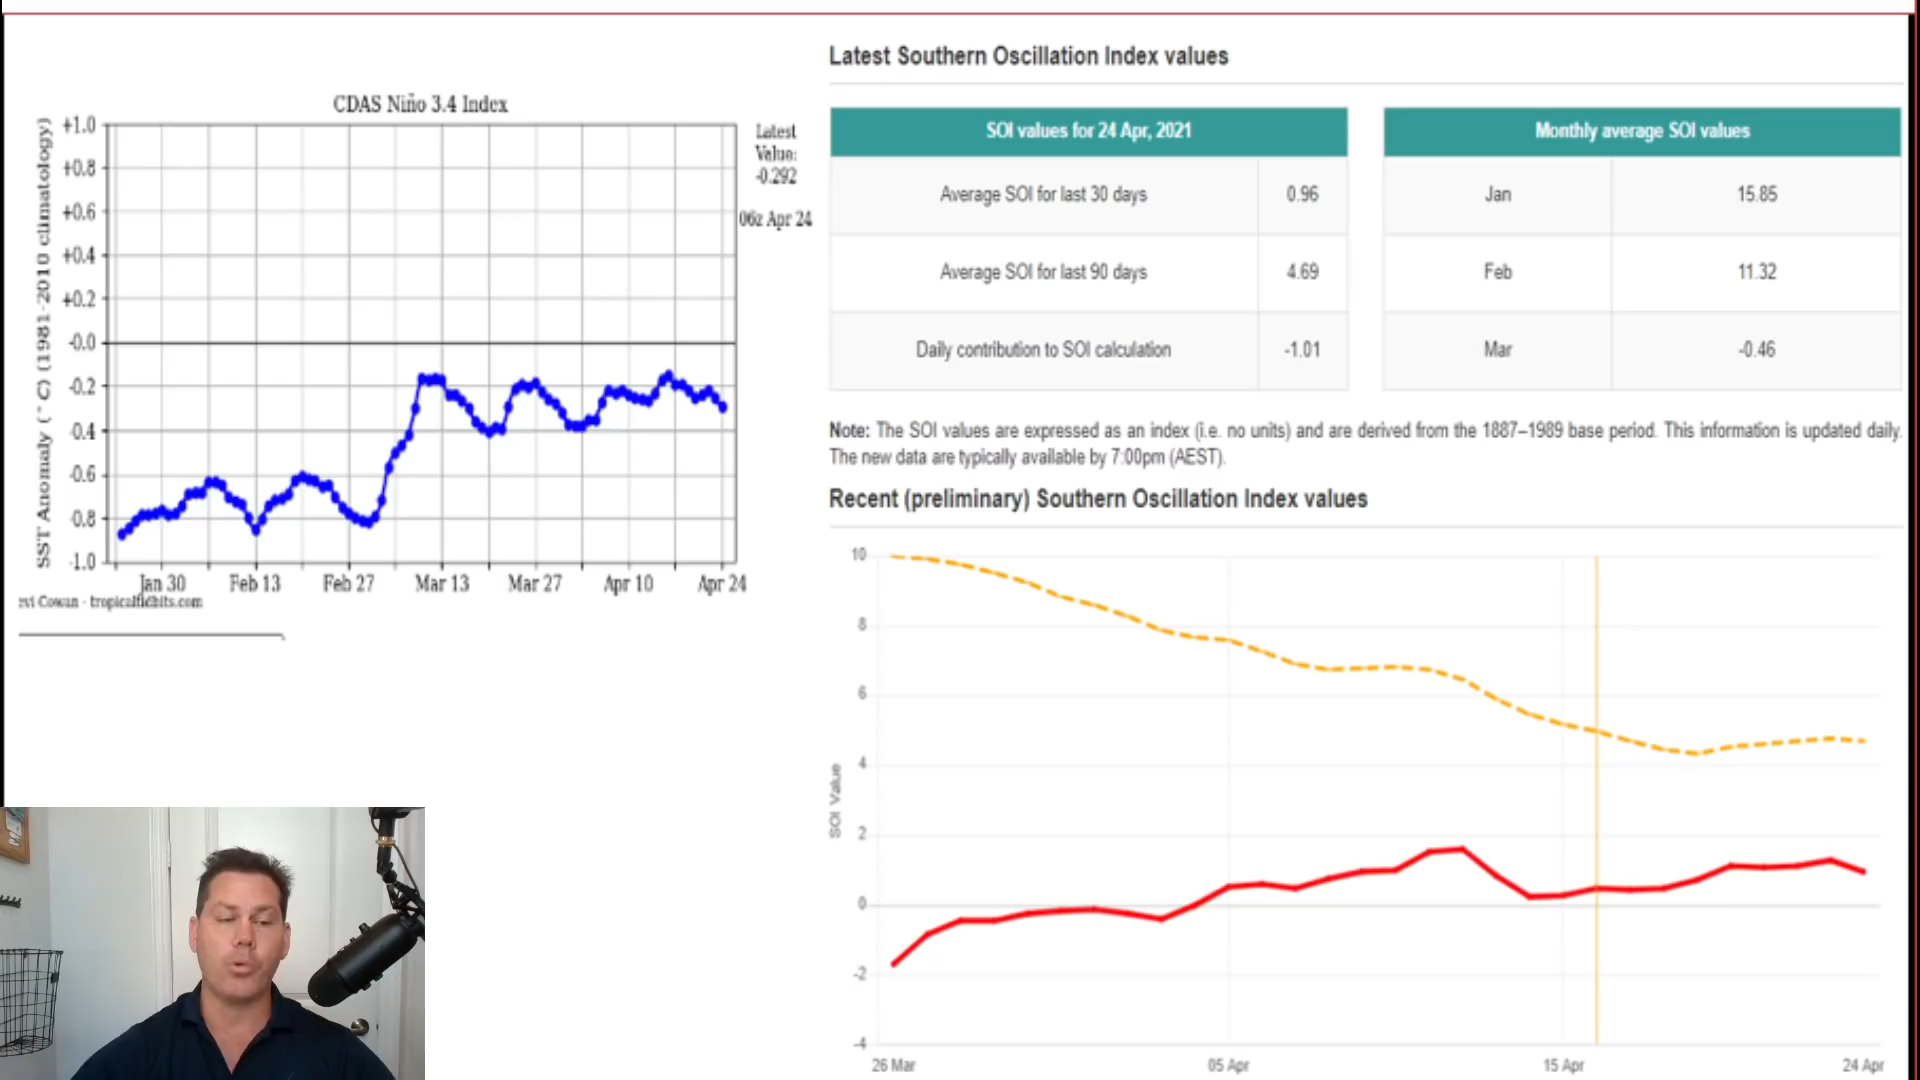 CDAS Niño 3.4 Index
SST Anomaly (°C) (1981-2010 climatology)
+1.0
+0.8
+0.6
+0.4
+0.2
-0.0
-0.2
-0.4
-0.6
-0.8
-1.0
Jan 30
Feb 13
Feb 27
Mar 13
Mar 27
Apr 10
Apr 24
Latest
Value:
-0.292
06z Apr 24
Cowan - tropicaltidbits.com
Latest Southern Oscillation Index values
SOI values for 24 Apr, 2021
Average SOI for last 30 days 0.96
Average SOI for last 90 days 4.69
Daily contribution to SOI calculation -1.01
Monthly average SOI values
Jan 15.85
Feb 11.32
Mar -0.46
Note: The SOI values are expressed as an index (i.e. no units) and are derived from the 1887–1989 base period. This information is updated daily.
The new data are typically available by 7:00pm (AEST).
Recent (preliminary) Southern Oscillation Index values
SOI Value
10
8
6
4
2
0
-2
-4
26 Mar
05 Apr
15 Apr
24 Apr